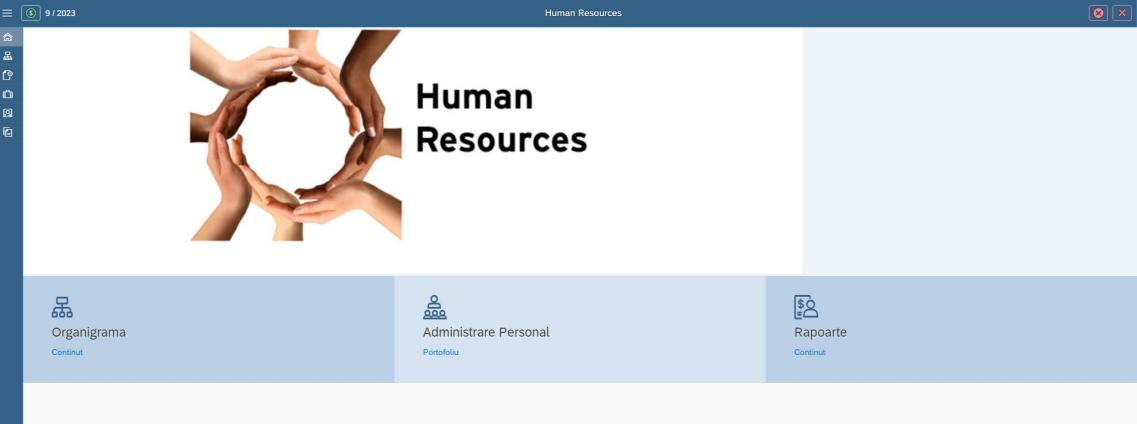 9 / 2023
Human Resources
Human
Resources
Organigrama
Continut
Administrare Personal
Portofoliu
Rapoarte
Continut